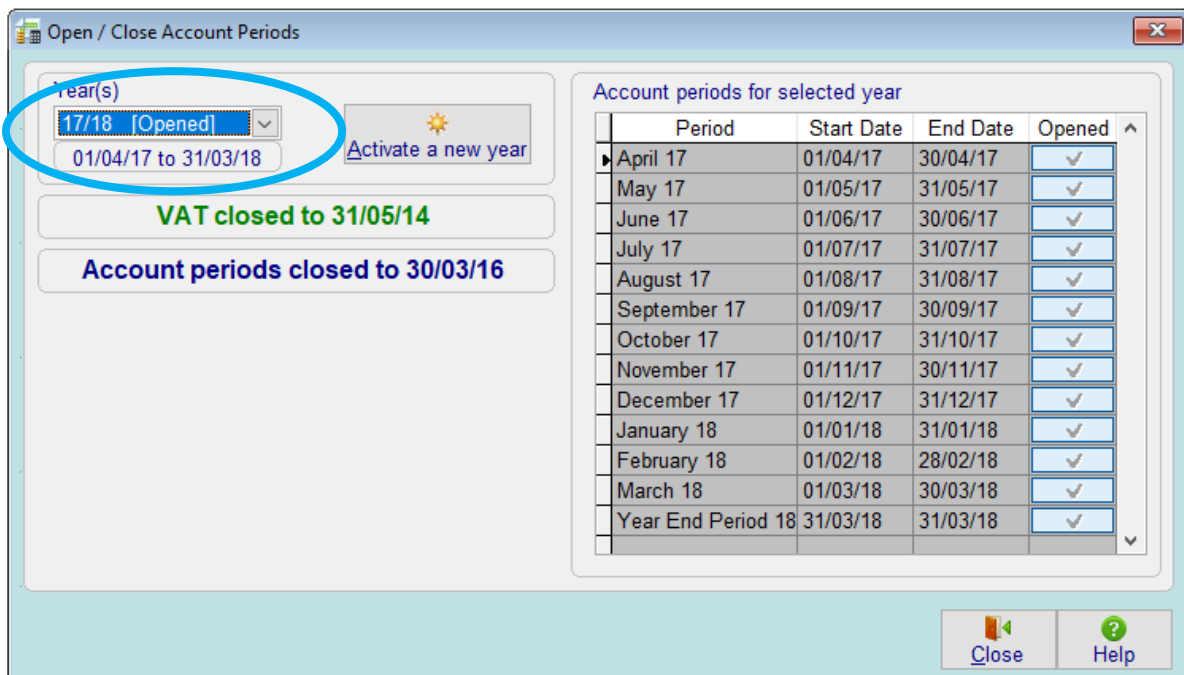 Open / Close Account Periods
Year(s)
17/18 [Opened]
01/04/17 to 31/03/18
Activate a new year
VAT closed to 31/05/14
Account periods closed to 30/03/16
Account periods for selected year
Period Start Date End Date Opened
April 17 01/04/17 30/04/17
May 17 01/05/17 31/05/17
June 17 01/06/17 30/06/17
July 17 01/07/17 31/07/17
August 17 01/08/17 31/08/17
September 17 01/09/17 30/09/17
October 17 01/10/17 31/10/17
November 17 01/11/17 30/11/17
December 17 01/12/17 31/12/17
January 18 01/01/18 31/01/18
February 18 01/02/18 28/02/18
March 18 01/03/18 30/03/18
Year End Period 18 31/03/18 31/03/18
Close
Help